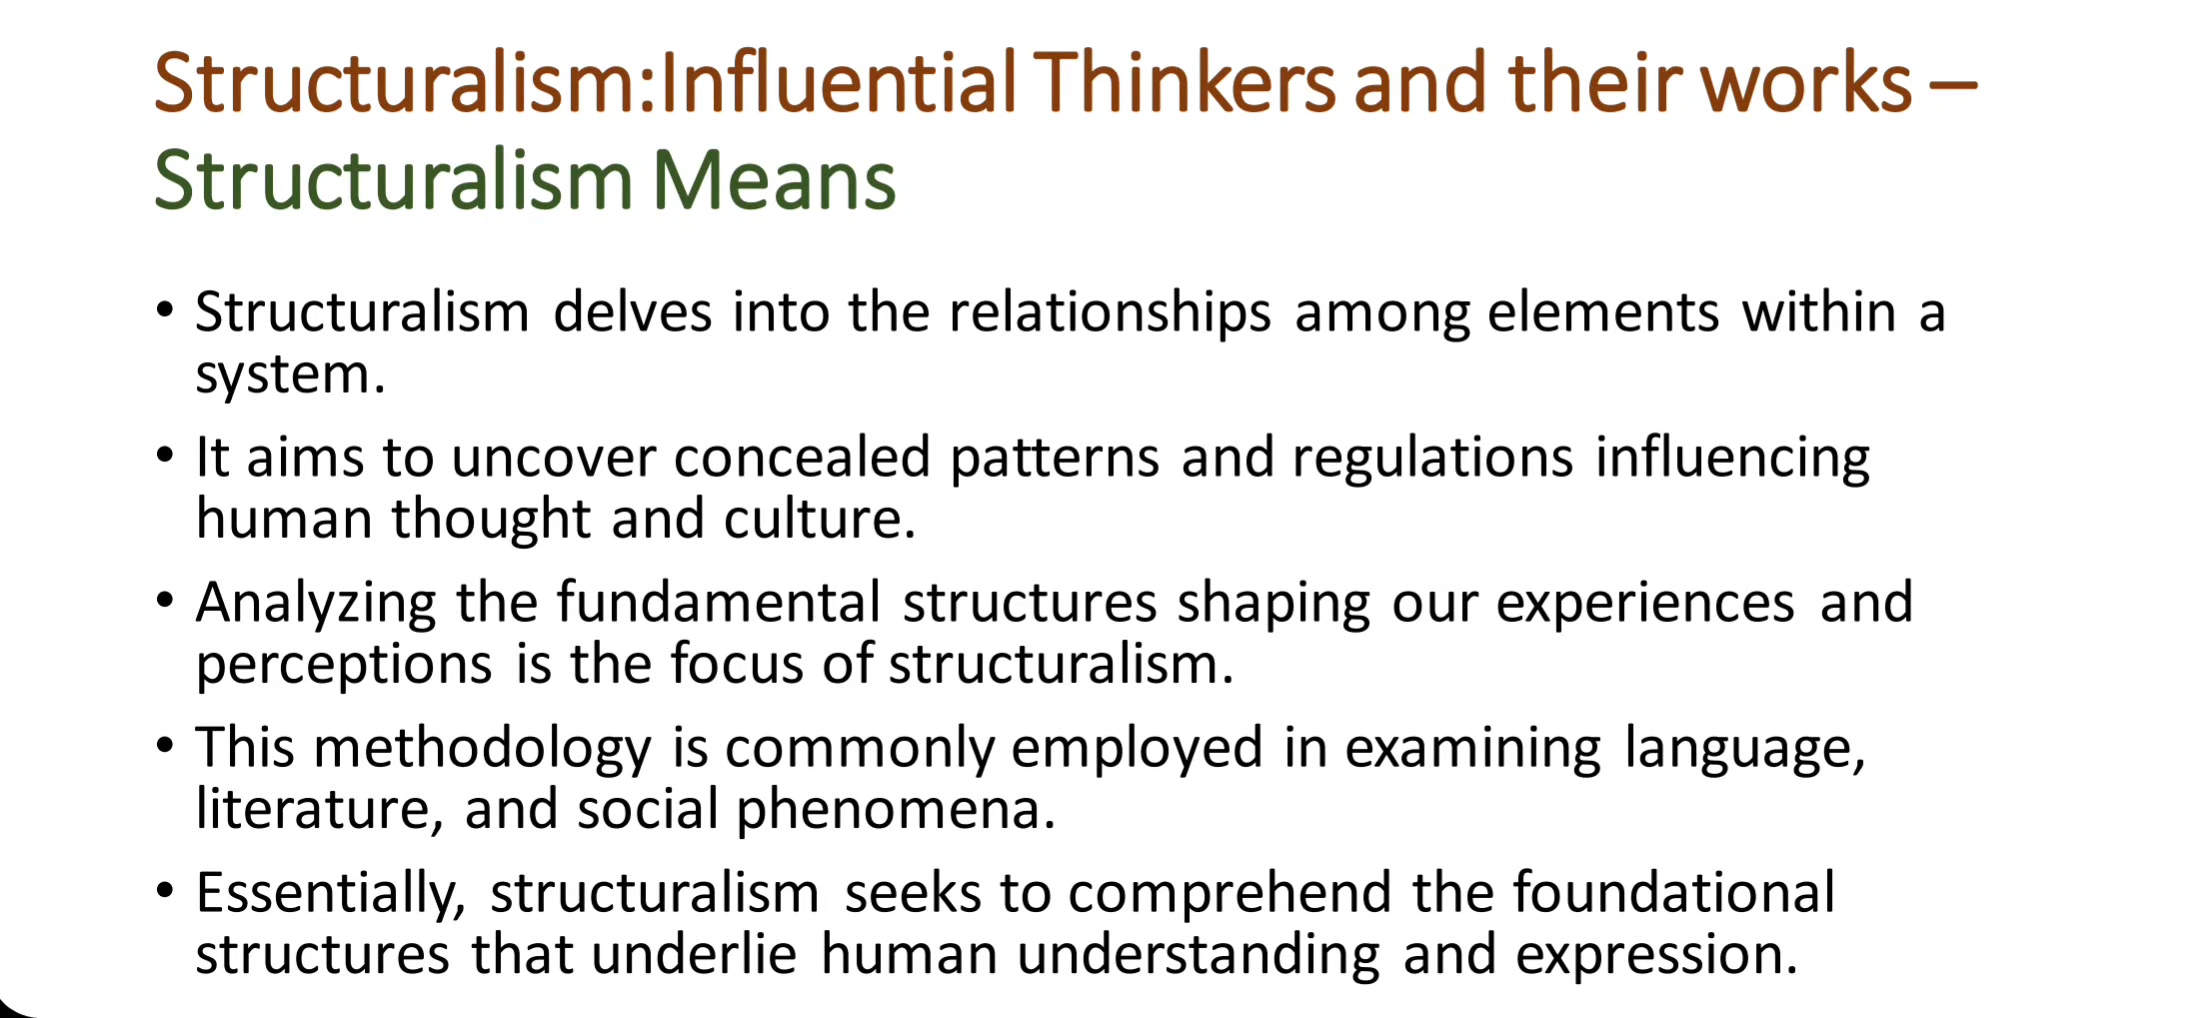 Structuralism:Influential Thinkers and their works –
Structuralism Means
• Structuralism delves into the relationships among elements within a
system.
• It aims to uncover concealed patterns and regulations influencing
human thought and culture.
• Analyzing the fundamental structures shaping our experiences and
perceptions is the focus of structuralism.
• This methodology is commonly employed in examining language,
literature, and social phenomena.
• Essentially, structuralism seeks to comprehend the foundational
structures that underlie human understanding and expression.